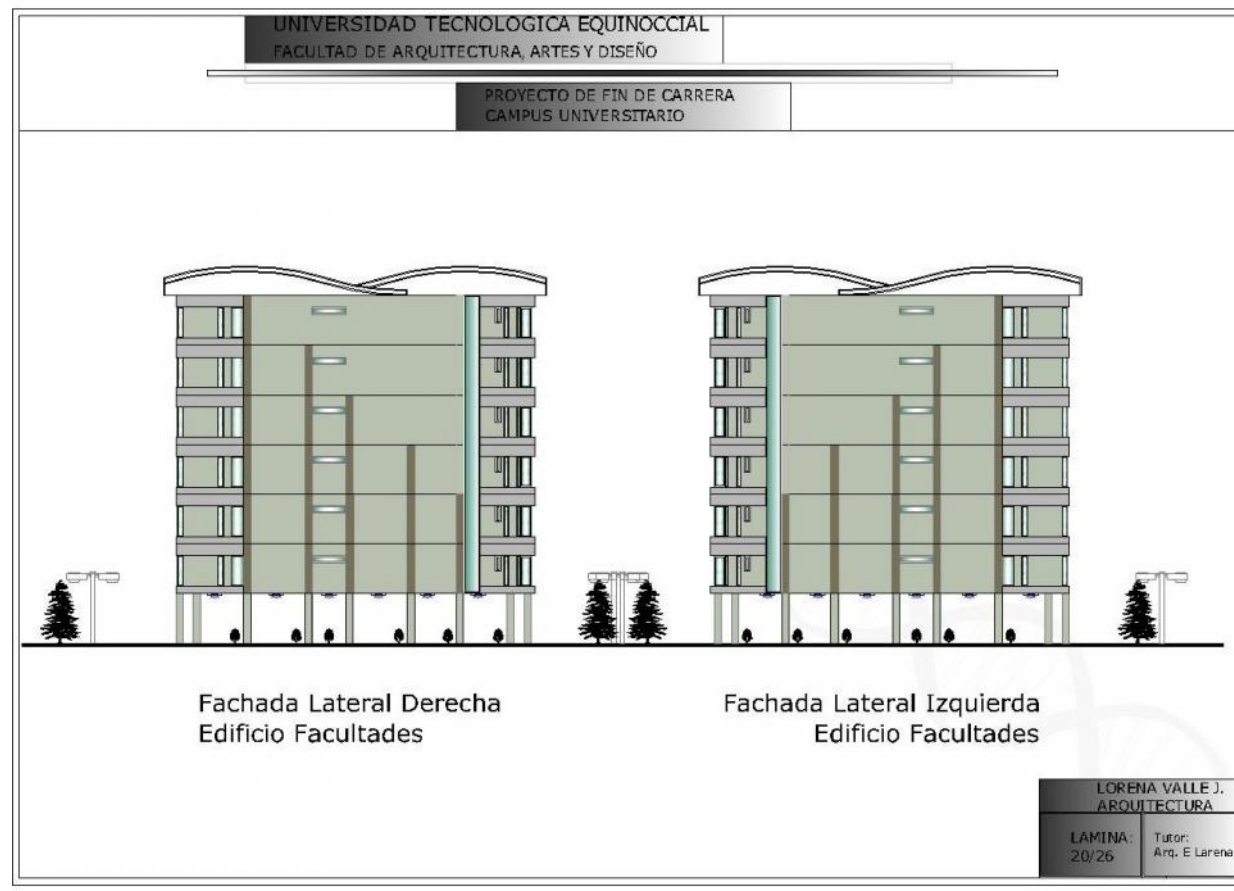 UNIVERSIDAD TECNOLOGICA EQUINOCCIAL
FACULTAD DE ARQUITECTURA, ARTES Y DISEÑO
PROYECTO DE FIN DE CARRERA
CAMPUS UNIVERSITARIO
Fachada Lateral Derecha
Edificio Facultades
Fachada Lateral Izquierda
Edificio Facultades
LORENA VALLE J.
ARQUITECTURA
LAMINA:
20/26
Tutor:
Arq. E Larena